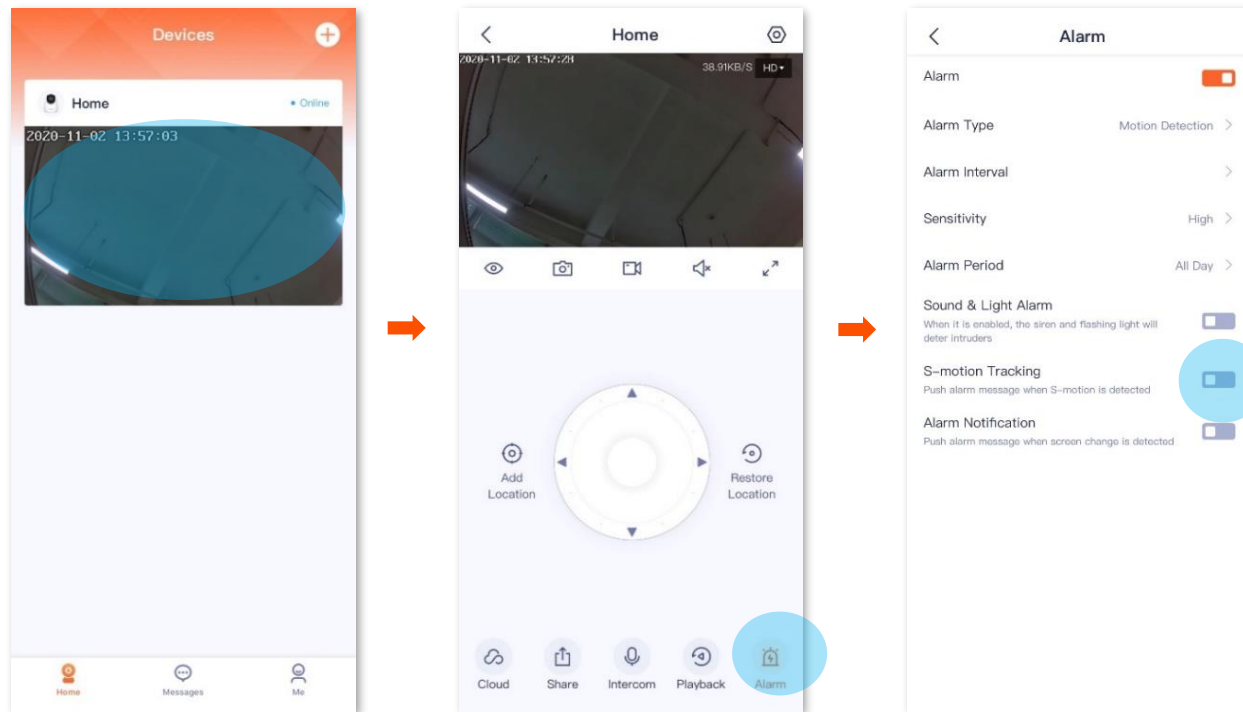 Devices
Home
• Online
2020-11-02 13:57:03
Home
Messages
Me
Home
2020-11-02 13:57:28
38.91KB/S HD
Add
Location
Restore
Location
Cloud
Share
Intercom
Playback
Alarm
Alarm
Alarm
Alarm Type
Motion Detection
Alarm Interval
Sensitivity
High
Alarm Period
All Day
Sound & Light Alarm
When it is enabled, the siren and flashing light will
deter intruders
S-motion Tracking
Push alarm message when S-motion is detected
Alarm Notification
Push alarm message when screen change is detected